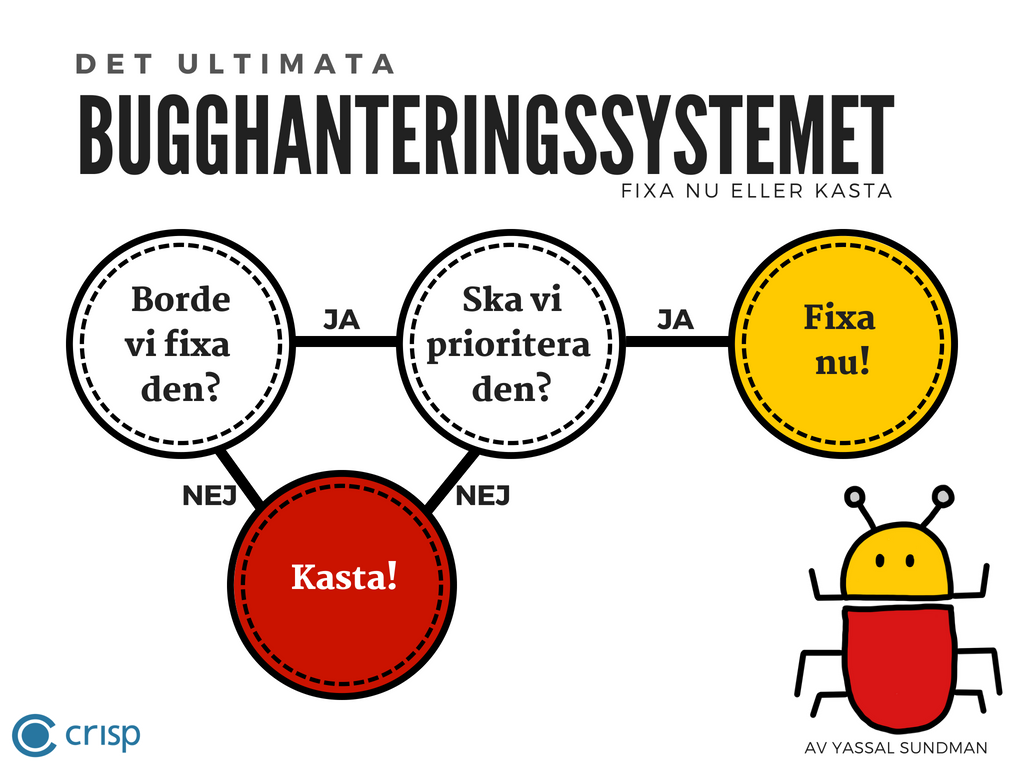 DET ULTIMATA
BUGGHANTERINGSSYSTEMET
FIXA NU ELLER KASTA
Borde
vi fixa
den?
JA
Ska vi
prioritera
den?
JA
Fixa
nu!
NEJ
NEJ
Kasta!
crisp
AV YASSAL SUNDMAN